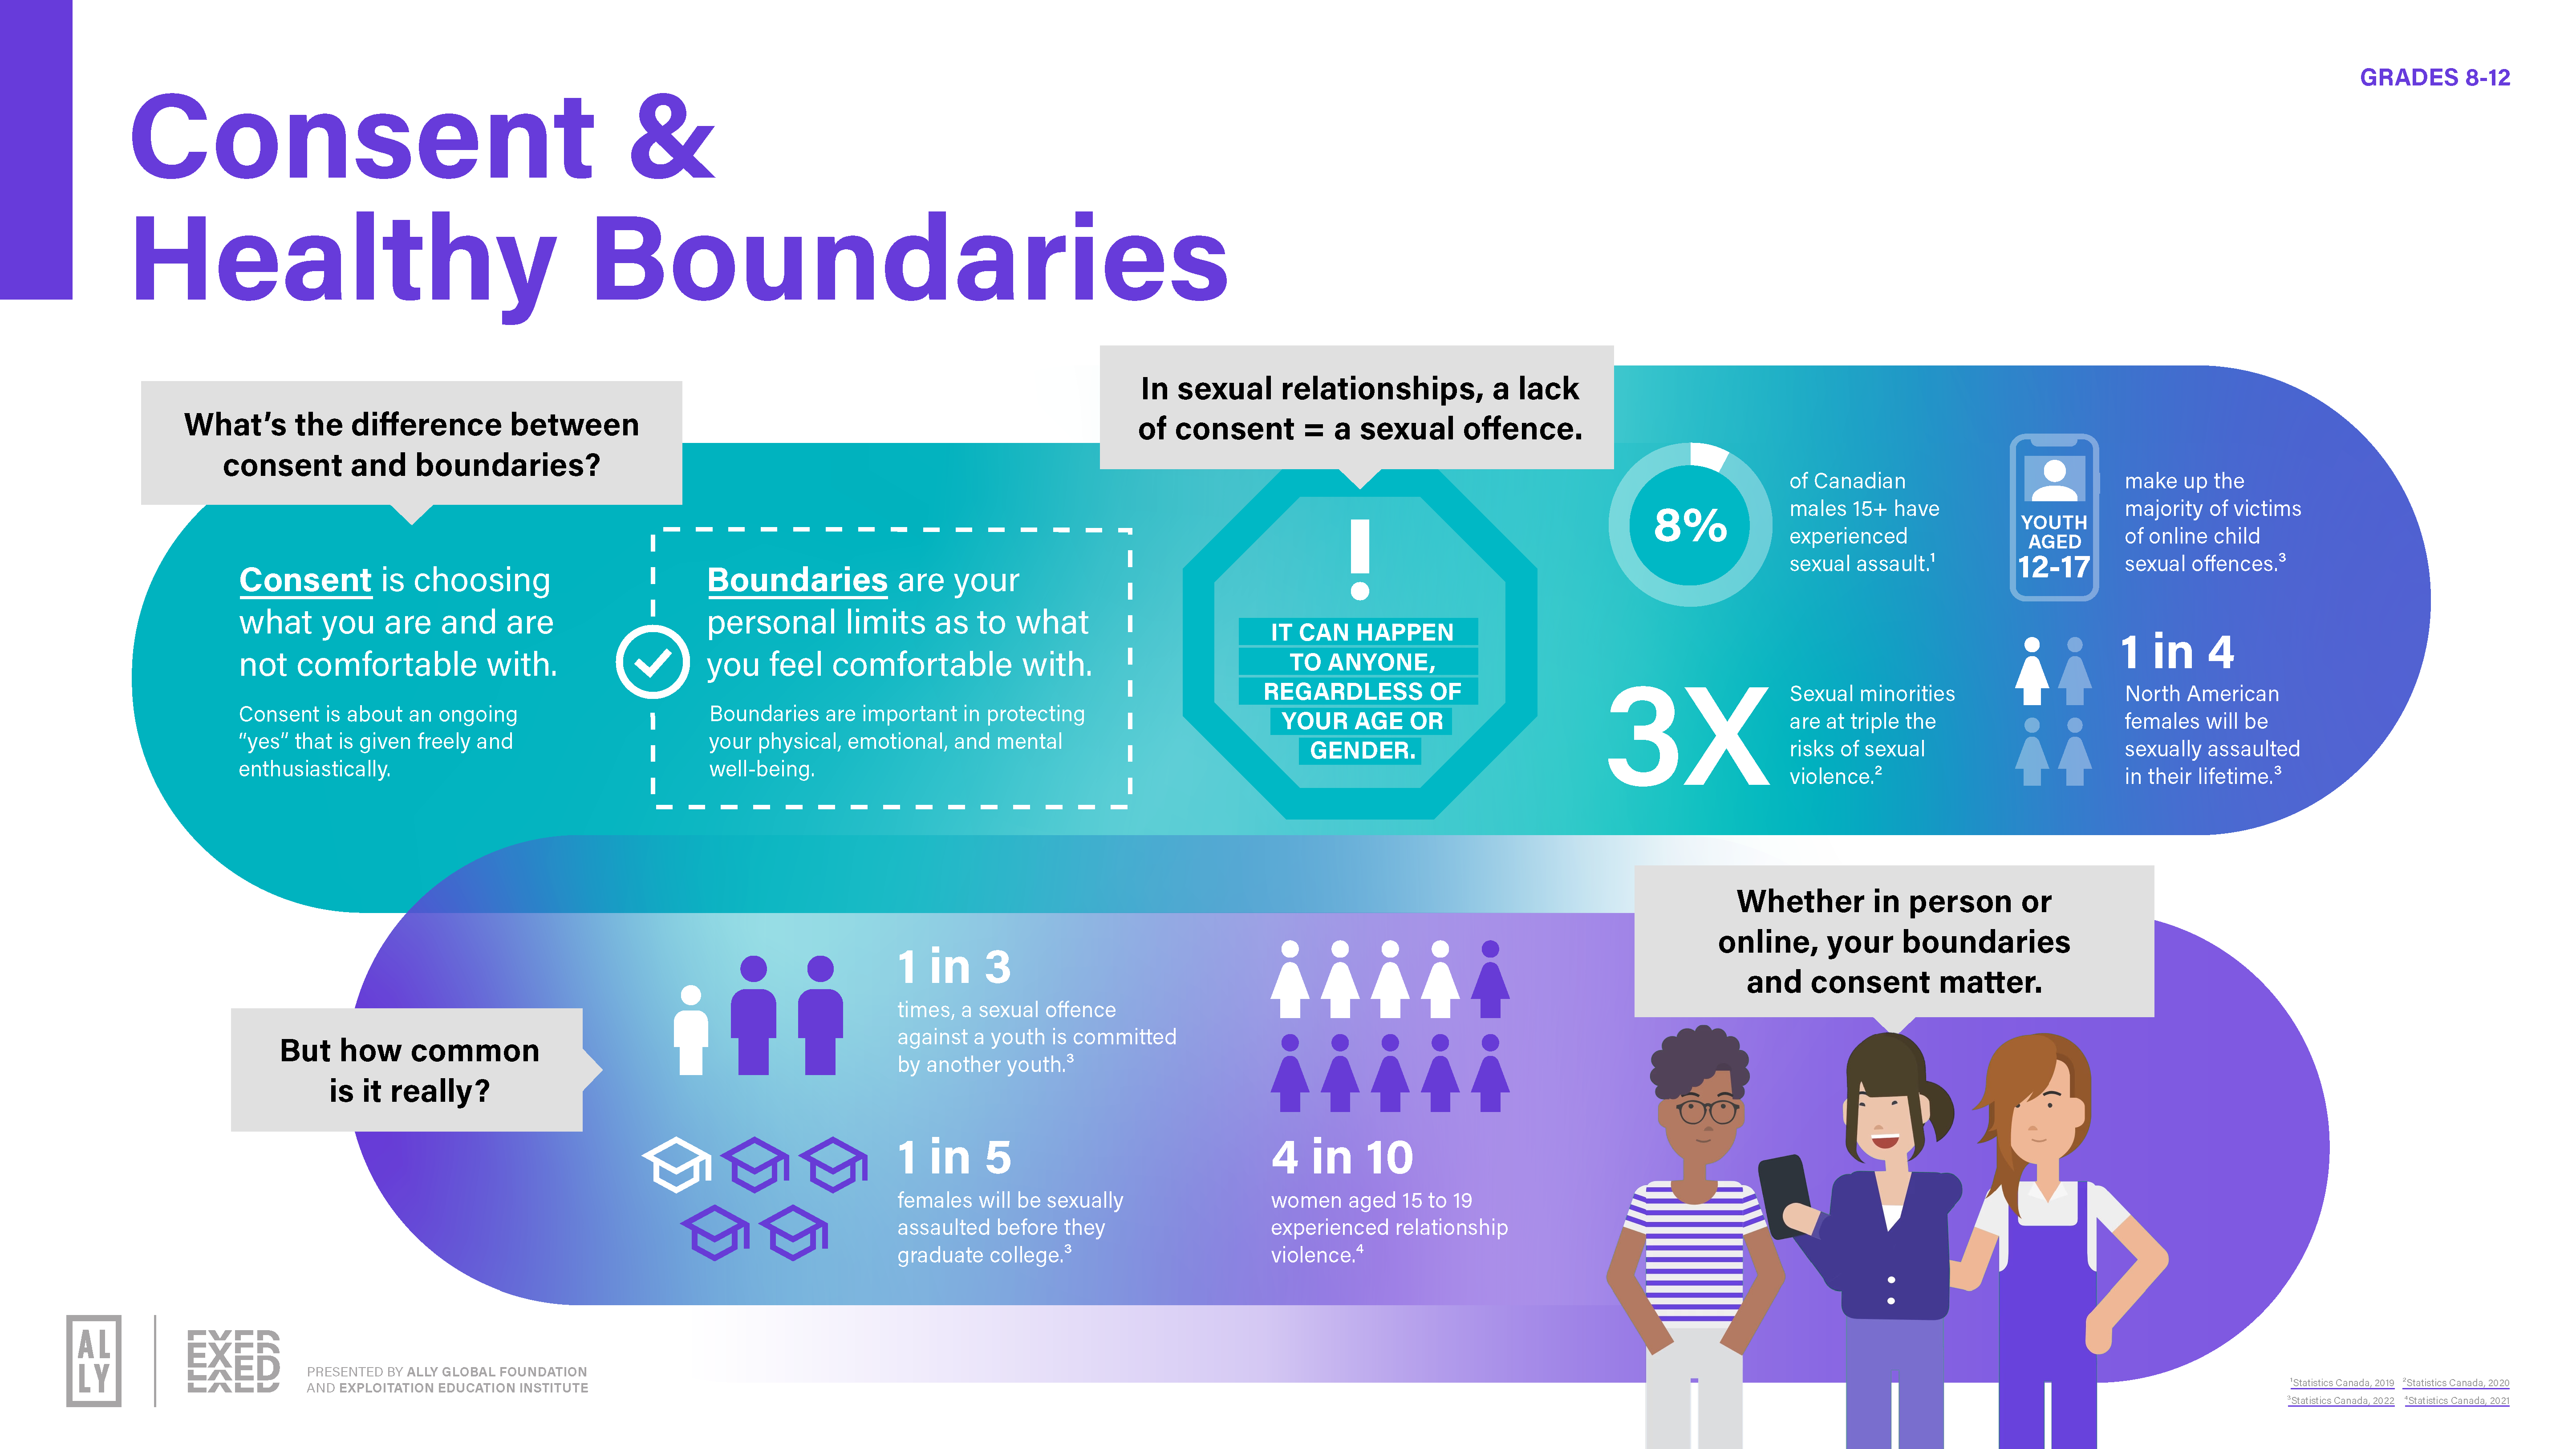 GRADES 8-12
Consent &
Healthy Boundaries
What's the difference between
consent and boundaries?
Consent is choosing
what you are and are
not comfortable with.
Consent is about an ongoing
"yes" that is given freely and
enthusiastically.
Boundaries are your
personal limits as to what
you feel comfortable with.
Boundaries are important in protecting
your physical, emotional, and mental
well-being.
In sexual relationships, a lack
of consent = a sexual offence.
!
IT CAN HAPPEN
TO ANYONE,
REGARDLESS OF
YOUR AGE OR
GENDER.
8%
of Canadian
males 15+ have
experienced
sexual assault.¹
YOUTH
AGED
12-17
make up the
majority of victims
of online child
sexual offences.³
3X
Sexual minorities
are at triple the
risks of sexual
violence.²
1 in 4
North American
females will be
sexually assaulted
in their lifetime.³
But how common
is it really?
1 in 3
times, a sexual offence
against a youth is committed
by another youth.³
1 in 5
females will be sexually
assaulted before they
graduate college.³
4 in 10
women aged 15 to 19
experienced relationship
violence.⁴
Whether in person or
online, your boundaries
and consent matter.
AL
LY
EXED
PRESENTED BY ALLY GLOBAL FOUNDATION
AND EXPLOITATION EDUCATION INSTITUTE
¹Statistics Canada, 2019 ²Statistics Canada, 2020
³Statistics Canada, 2022 ⁴Statistics Canada, 2021